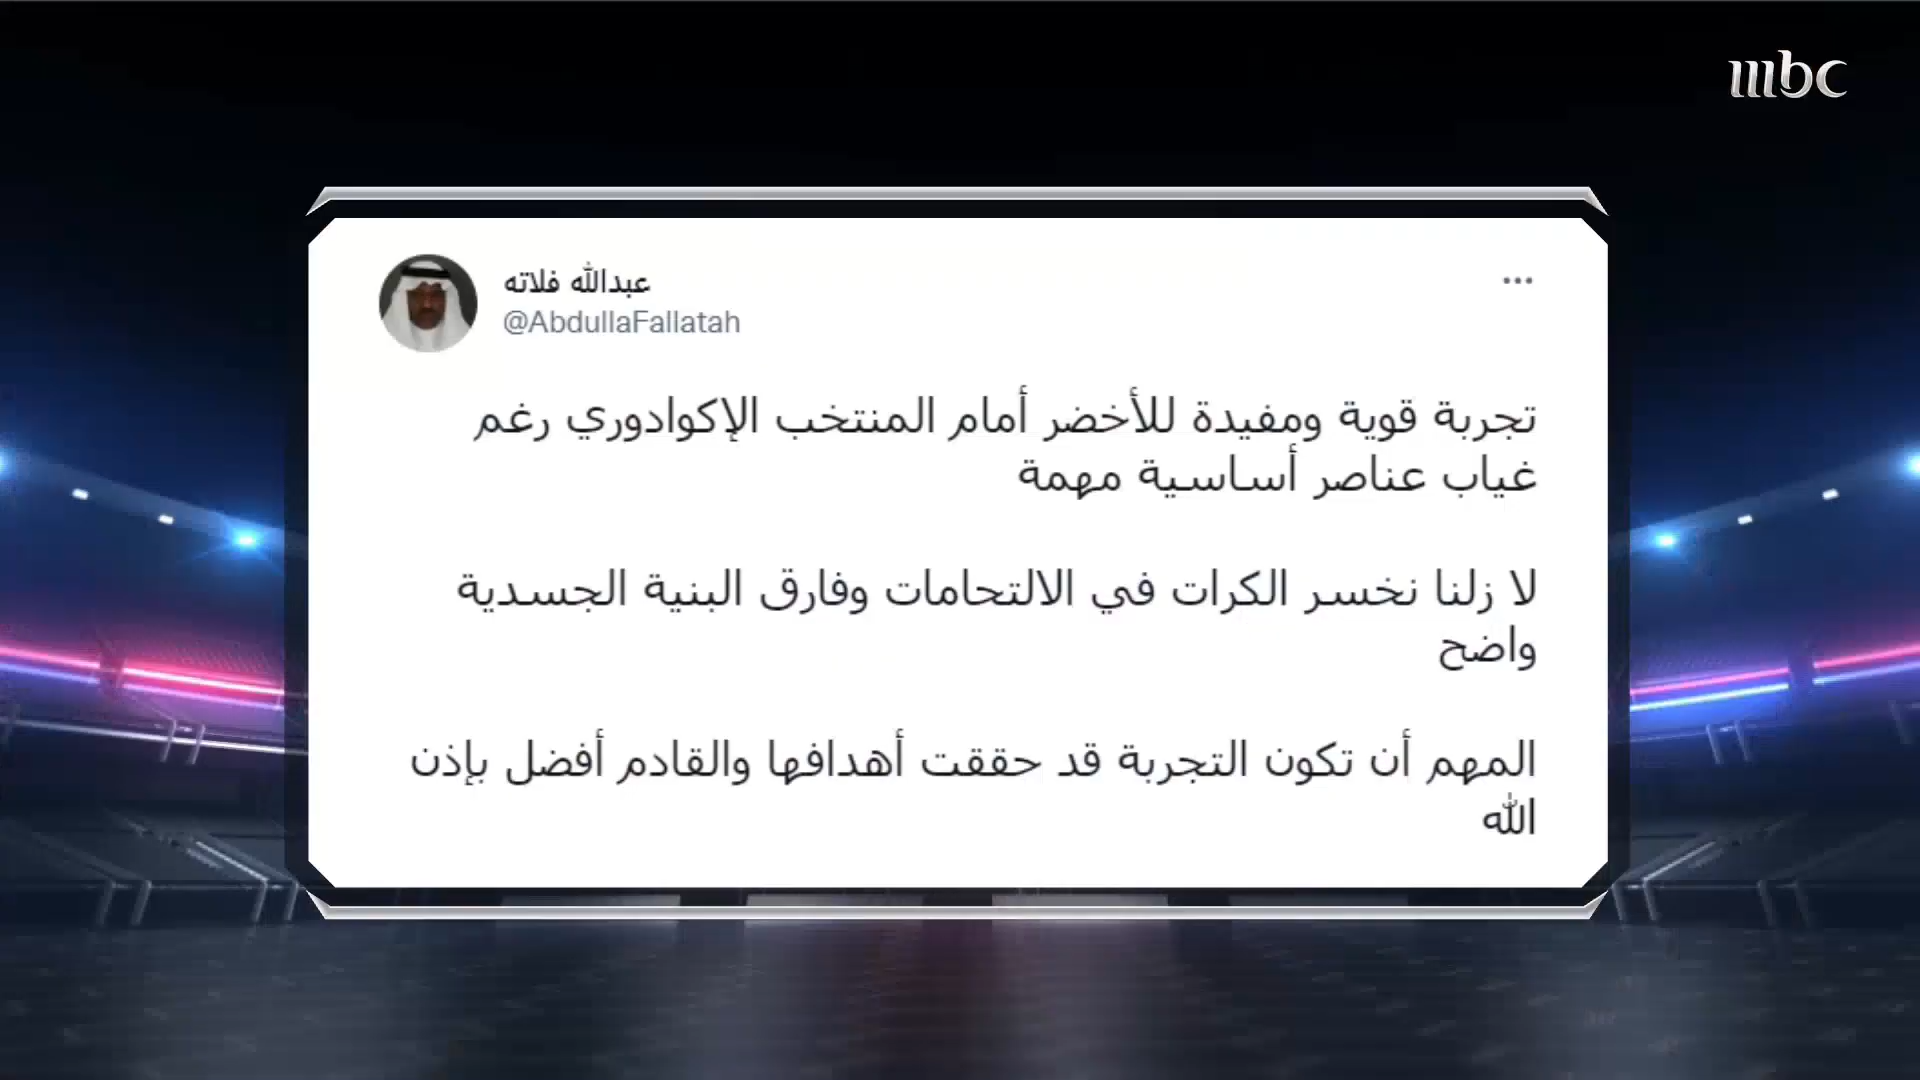 mbc
عبدالله فلاته
@AbdullaFallatah
تجربة قوية ومفيدة للأخضر أمام المنتخب الإكوادوري رغم
غياب عناصر أساسية مهمة
لا زلنا نخسر الكرات في الالتحامات وفارق البنية الجسدية
واضح
المهم أن تكون التجربة قد حققت أهدافها والقادم أفضل بإذن
الله